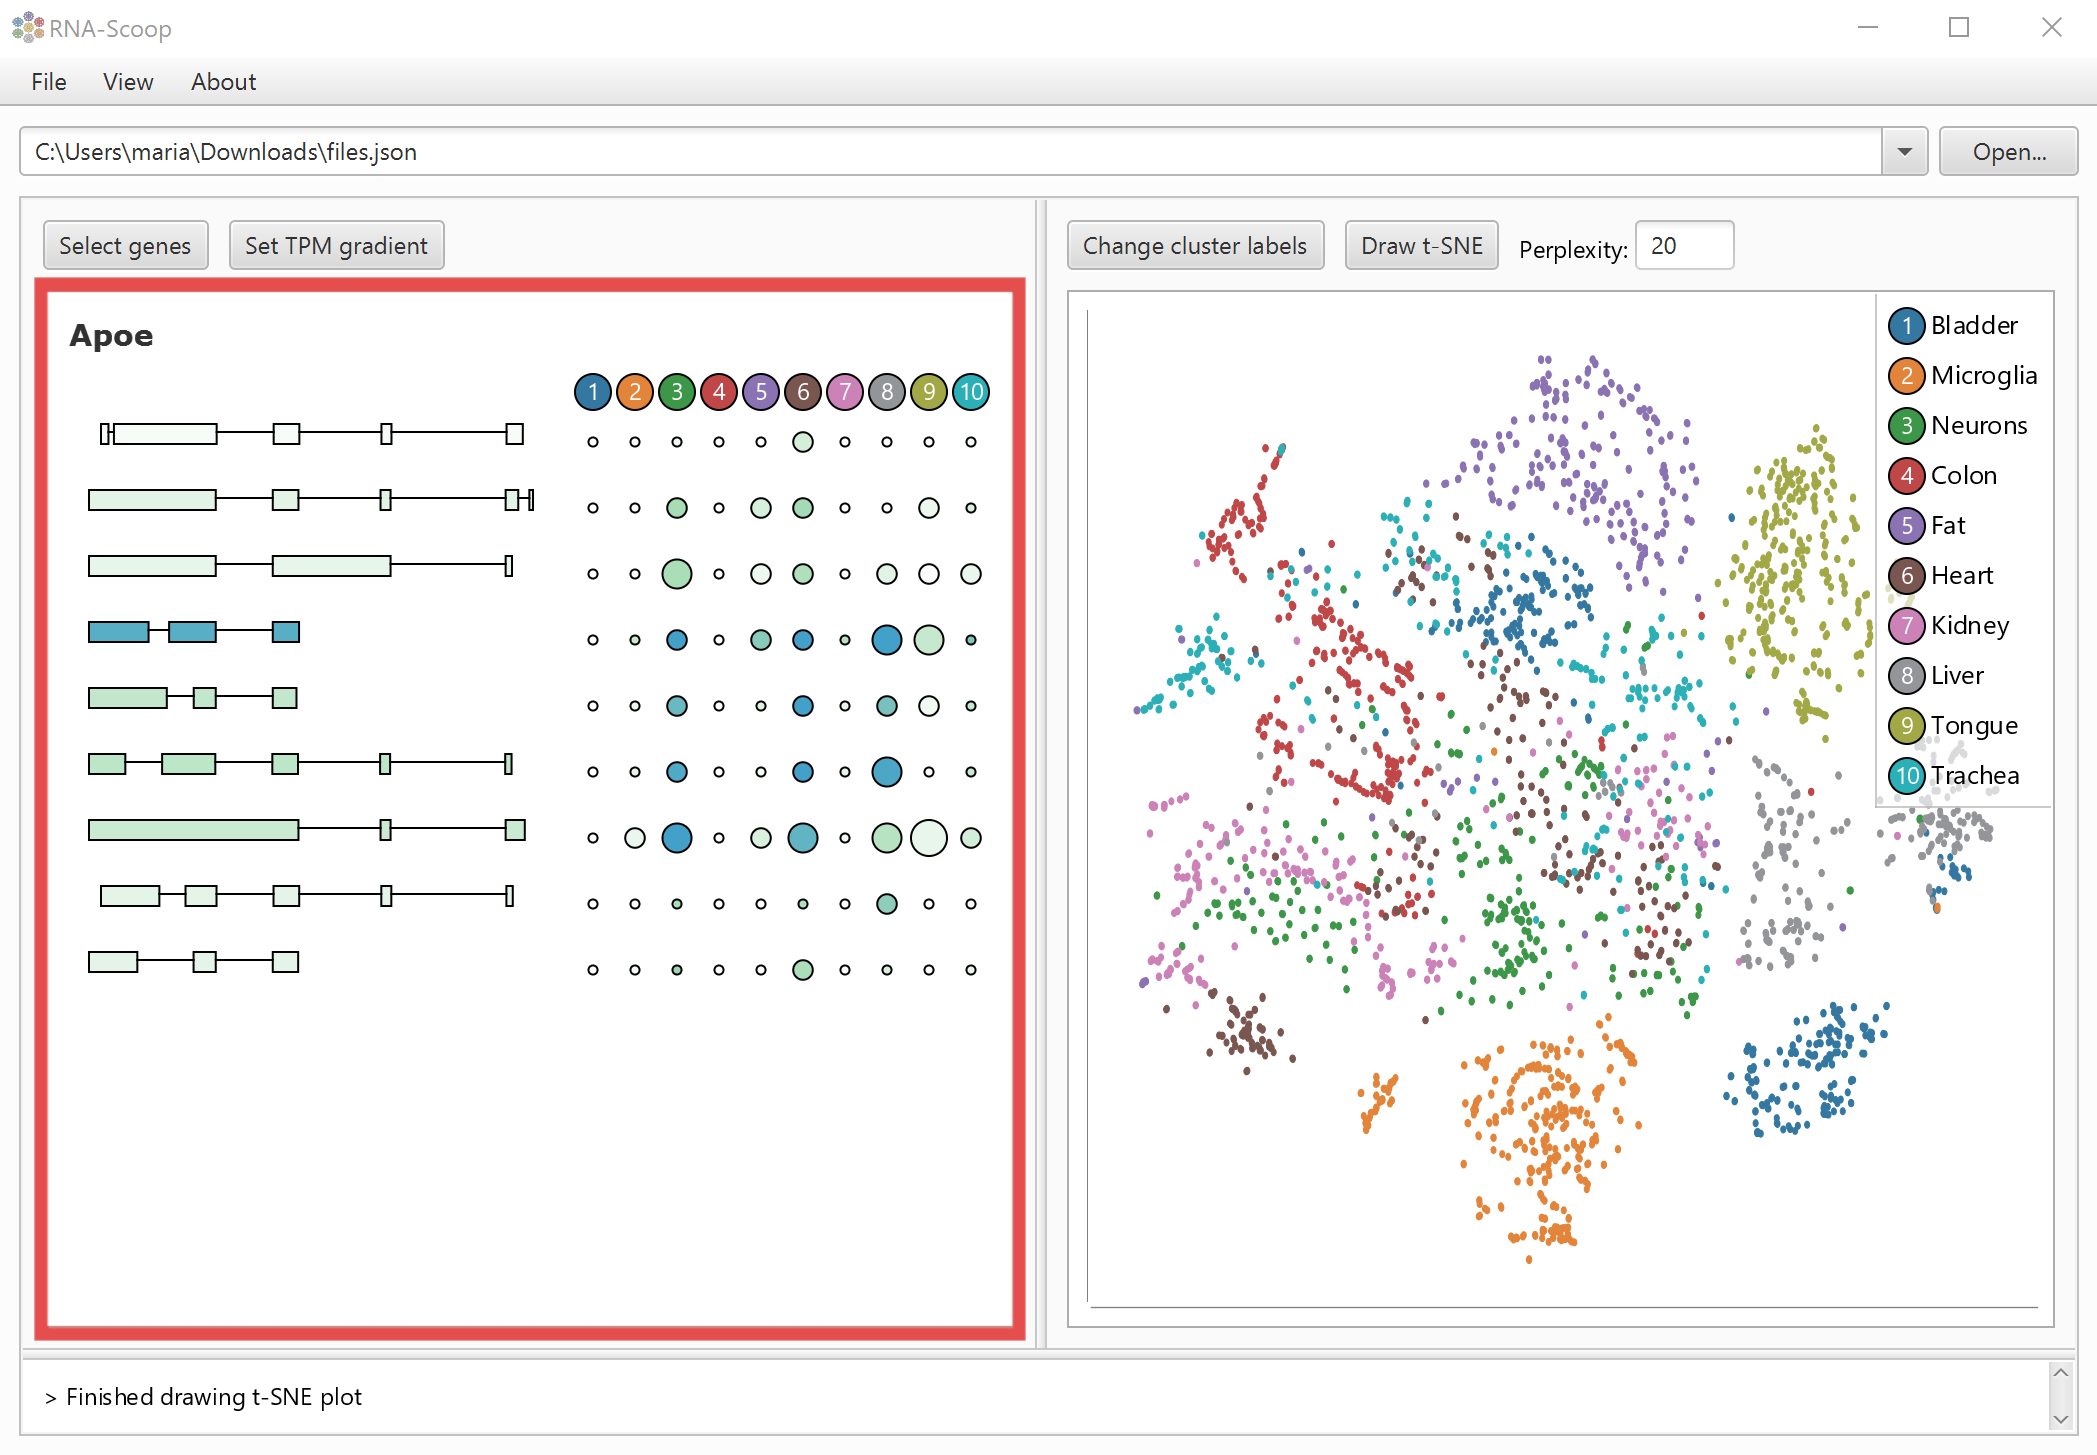 RNA-Scoop
File View About
C:\Users\maria\Downloads\files.json
Open...
Select genes Set TPM gradient
Change cluster labels Draw t-SNE Perplexity: 20
Apoe
1 2 3 4 5 6 7 8 9 10
1 Bladder
2 Microglia
3 Neurons
4 Colon
5 Fat
6 Heart
7 Kidney
8 Liver
9 Tongue
10 Trachea
> Finished drawing t-SNE plot